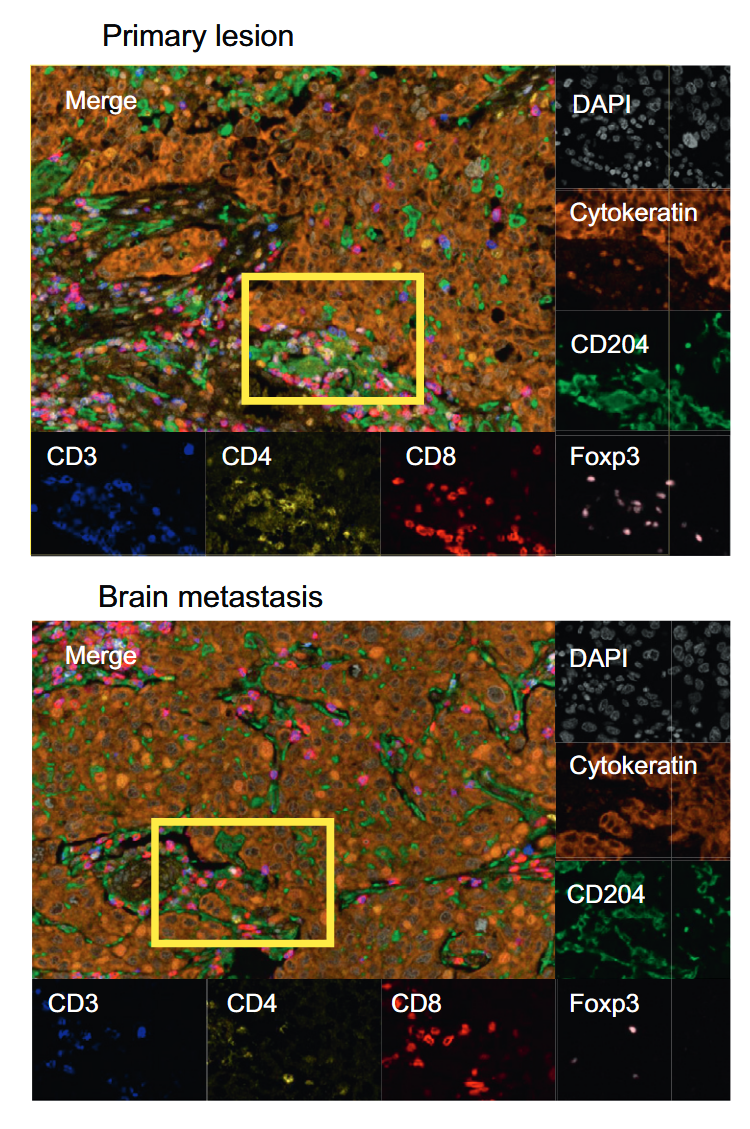 Primary lesion
Merge
DAPI
Cytokeratin
CD204
CD3
CD4
CD8
Foxp3
Brain metastasis
Merge
DAPI
Cytokeratin
CD204
CD3
CD4
CD8
Foxp3